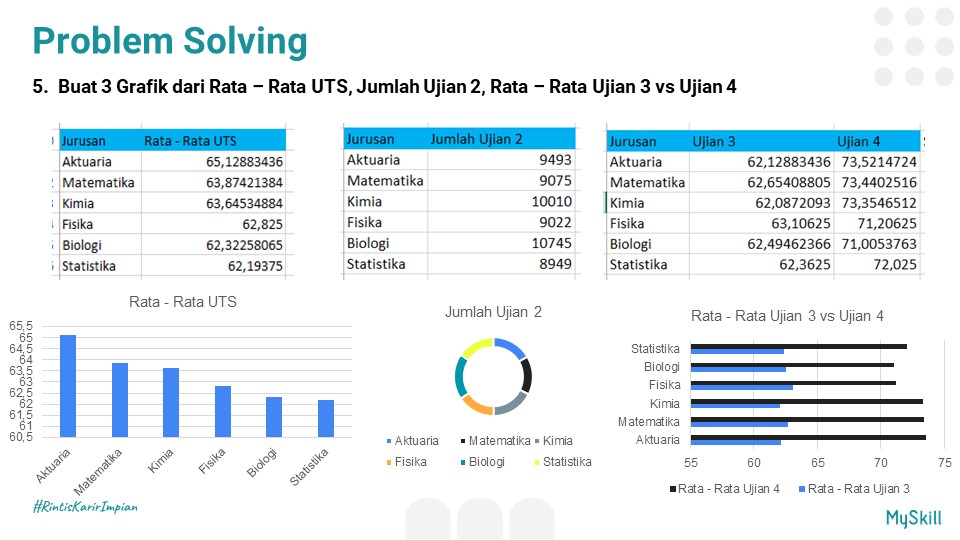 Problem Solving
5. Buat 3 Grafik dari Rata – Rata UTS, Jumlah Ujian 2, Rata – Rata Ujian 3 vs Ujian 4
Jurusan Rata - Rata UTS
Aktuaria 65,12883436
Matematika 63,87421384
Kimia 63,64534884
Fisika 62,825
Biologi 62,32258065
Statistika 62,19375
Jurusan Jumlah Ujian 2
Aktuaria 9493
Matematika 9075
Kimia 10010
Fisika 9022
Biologi 10745
Statistika 8949
Jurusan Ujian 3 Ujian 4
Aktuaria 62,12883436 73,5214724
Matematika 62,65408805 73,4402516
Kimia 62,0872093 73,3546512
Fisika 63,10625 71,20625
Biologi 62,49462366 71,0053763
Statistika 62,3625 72,025
Rata - Rata UTS
65,5
65
64,5
64
63,5
63
62,5
62
61,5
61
60,5
Aktuaria Matematika Kimia Fisika Biologi Statistika
Jumlah Ujian 2
Aktuaria Matematika Kimia
Fisika Biologi Statistika
Rata - Rata Ujian 3 vs Ujian 4
Statistika
Biologi
Fisika
Kimia
Matematika
Aktuaria
55 60 65 70 75
Rata - Rata Ujian 4 Rata - Rata Ujian 3
#RintisKarirImpian
MySkill